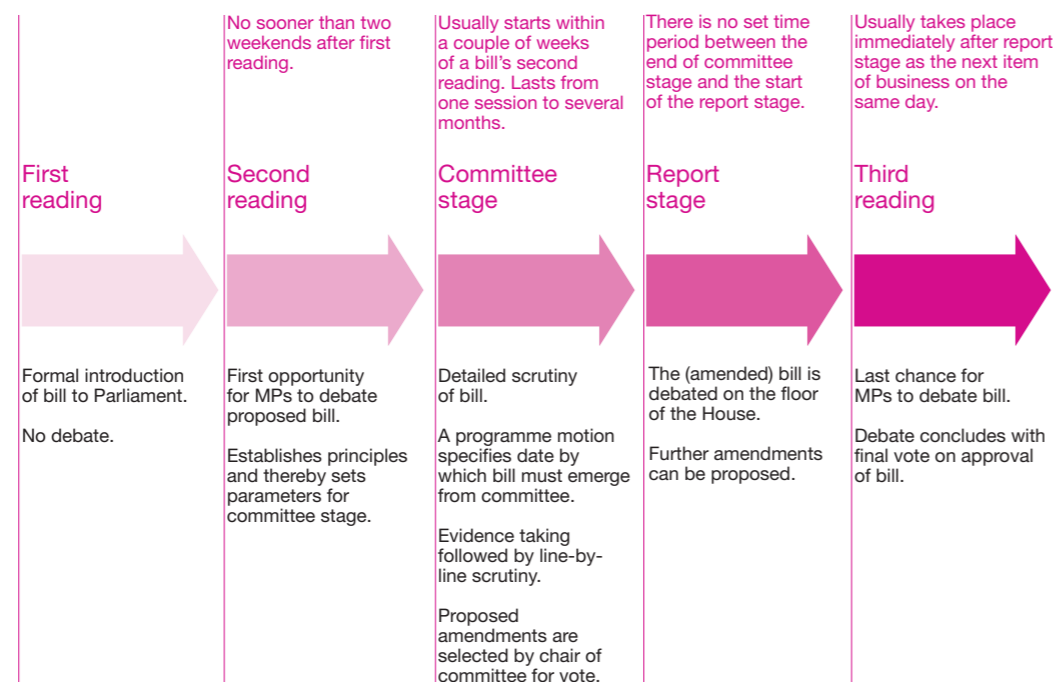 No sooner than two
weekends after first
reading.
Usually starts within
a couple of weeks
of a bill's second
reading. Lasts from
one session to several
months.
There is no set time
period between the
end of committee
stage and the start
of the report stage.
Usually takes place
immediately after report
stage as the next item
of business on the
same day.
First
reading
Second
reading
Committee
stage
Report
stage
Third
reading
Formal introduction
of bill to Parliament.
No debate.
First opportunity
for MPs to debate
proposed bill.
Establishes principles
and thereby sets
parameters for
committee stage.
Detailed scrutiny
of bill.
A programme motion
specifies date by
which bill must emerge
from committee.
Evidence taking
followed by line-by-
line scrutiny.
Proposed
amendments are
selected by chair of
committee for vote.
The (amended) bill is
debated on the floor
of the House.
Further amendments
can be proposed.
Last chance for
MPs to debate bill.
Debate concludes with
final vote on approval
of bill.